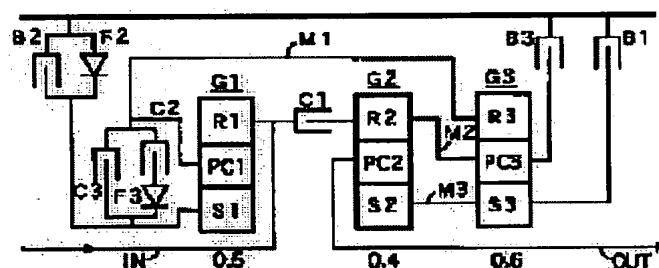 B2 F2 M1 B3 B1
G1 G2 G3
C2 C1
R1 R2 R3
M2
PC1 PC2 PC3
C3 F3
S1 S2 M3 S3
IN 0.5 0.4 0.6 OUT